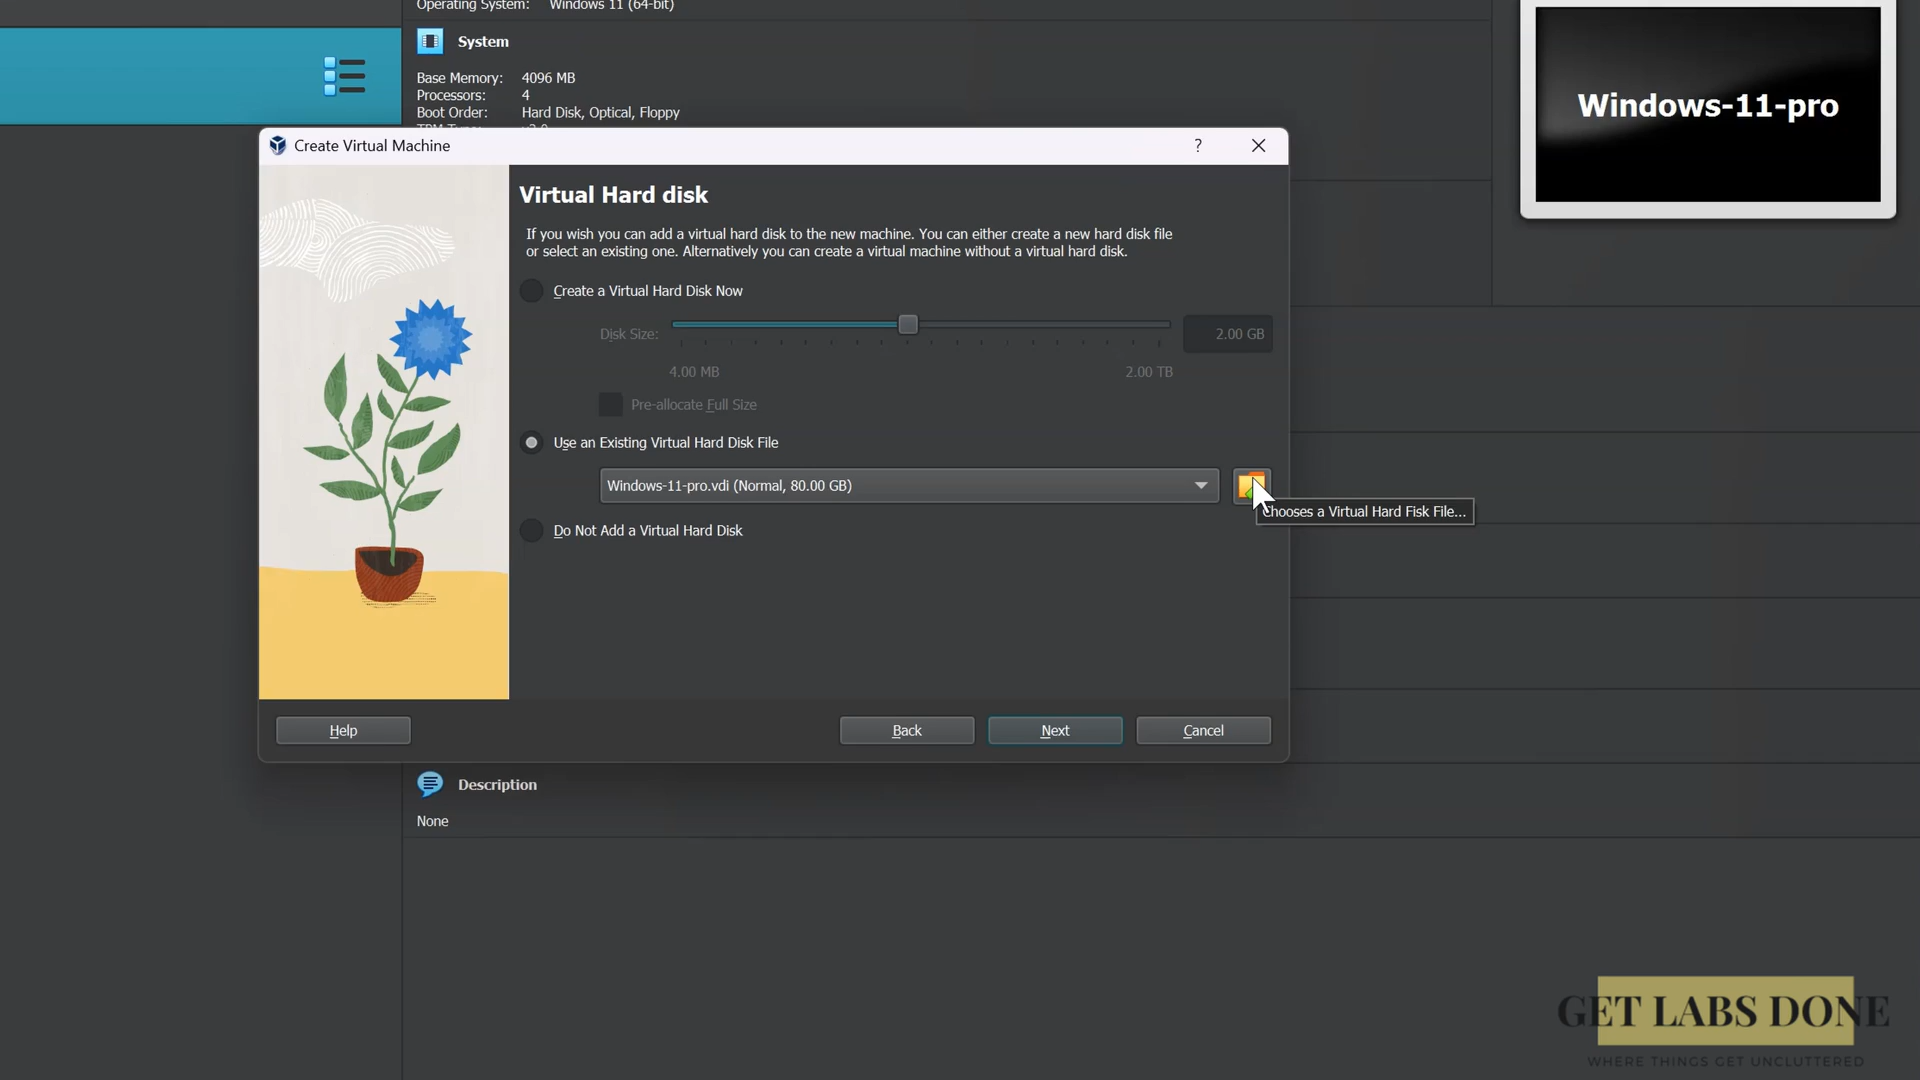 Operating System: Windows 11 (64-bit)
System
Base Memory: 4096 MB
Processors: 4
Boot Order: Hard Disk, Optical, Floppy
Windows-11-pro
Create Virtual Machine
?
Virtual Hard disk
If you wish you can add a virtual hard disk to the new machine. You can either create a new hard disk file
or select an existing one. Alternatively you can create a virtual machine without a virtual hard disk.
Create a Virtual Hard Disk Now
Disk Size:
2.00 GB
4.00 MB
2.00 TB
Pre-allocate Full Size
Use an Existing Virtual Hard Disk File
Windows-11-pro.vdi (Normal, 80.00 GB)
Chooses a Virtual Hard Fisk File...
Do Not Add a Virtual Hard Disk
Help
Back
Next
Cancel
Description
None
GET LABS DONE
WHERE THINGS GET UNCLUTTERED